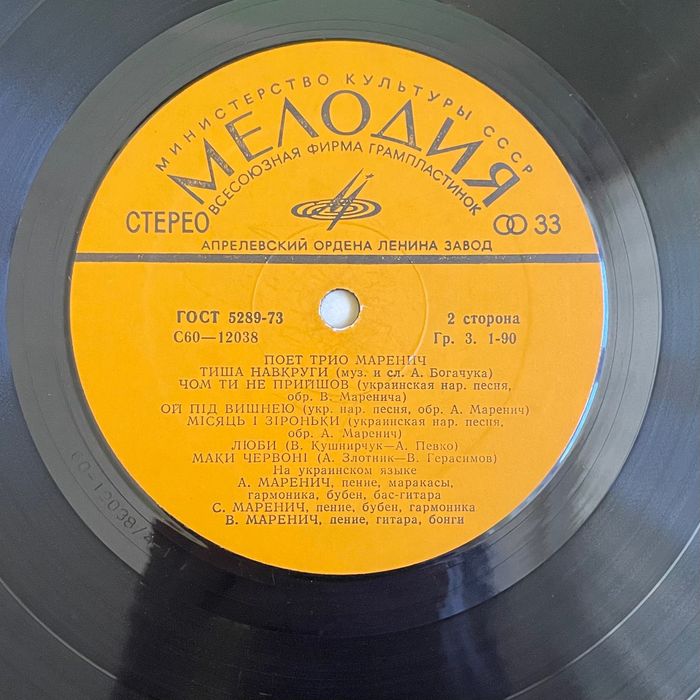 МИНИСТЕРСТВО КУЛЬТУРЫ СССР
МЕЛОДИЯ
ВСЕСОЮЗНАЯ ФИРМА ГРАМПЛАСТИНОК
СТЕРЕО
33
АПРЕЛЕВСКИЙ ОРДЕНА ЛЕНИНА ЗАВОД
ГОСТ 5289-73
2 сторона
С60—12038
Гр. 3. 1-90
ПОЕТ ТРИО МАРЕНИЧ
ТИША НАВКРУГИ (муз. и сл. А. Богачука)
ЧОМ ТИ НЕ ПРИЙШОВ (украинская нар. песня,
обр. В. Маренича)
ОЙ ПІД ВИШНЕЮ (укр. нар. песня, обр. А. Маренич)
МІСЯЦЬ І ЗІРОНЬКИ (украинская нар. песня,
обр. А. Маренич)
ЛЮБИ (В. Кушнирчук—А. Певко)
МАКИ ЧЕРВОНІ (А. Злотник—В. Герасимов)
На украинском языке
А. МАРЕНИЧ, пение, маракасы,
гармоника, бубен, бас-гитара
С. МАРЕНИЧ, пение, бубен, гармоника
В. МАРЕНИЧ, пение, гитара, бонги